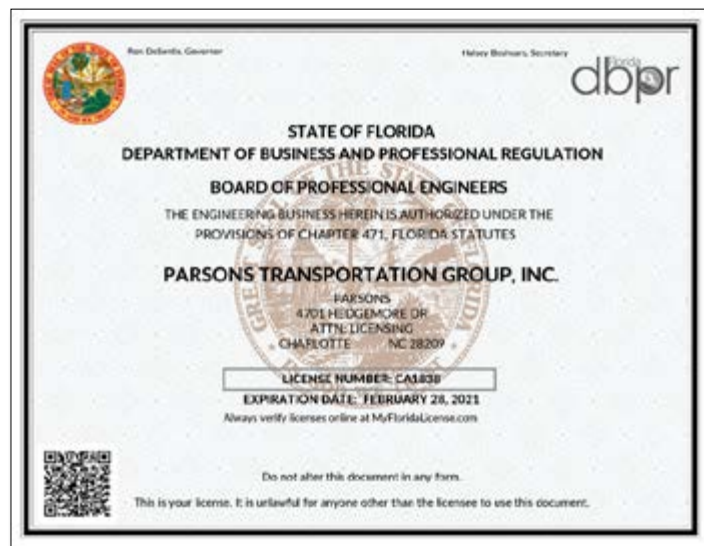 Ron DeSantis, Governor
Halsey Beshears, Secretary
Florida
dbpr
STATE OF FLORIDA
DEPARTMENT OF BUSINESS AND PROFESSIONAL REGULATION
BOARD OF PROFESSIONAL ENGINEERS
THE ENGINEERING BUSINESS HEREIN IS AUTHORIZED UNDER THE
PROVISIONS OF CHAPTER 471, FLORIDA STATUTES
PARSONS TRANSPORTATION GROUP, INC.
PARSONS
4701 HEDGEMORE DR
ATTN: LICENSING
CHARLOTTE NC 28209
LICENSE NUMBER: CA1838
EXPIRATION DATE: FEBRUARY 28, 2021
Always verify licenses online at MyFloridaLicense.com
Do not alter this document in any form.
This is your license. It is unlawful for anyone other than the licensee to use this document.